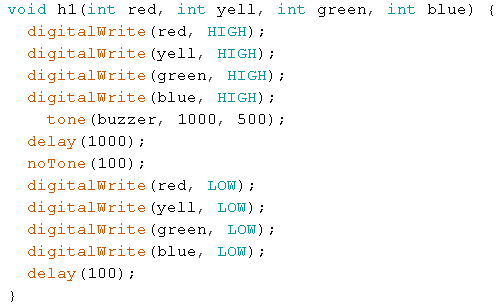 void h1(int red, int yell, int green, int blue) {
  digitalWrite(red, HIGH);
  digitalWrite(yell, HIGH);
  digitalWrite(green, HIGH);
  digitalWrite(blue, HIGH);
    tone(buzzer, 1000, 500);
  delay(1000);
  noTone(100);
  digitalWrite(red, LOW);
  digitalWrite(yell, LOW);
  digitalWrite(green, LOW);
  digitalWrite(blue, LOW);
  delay(100);
}